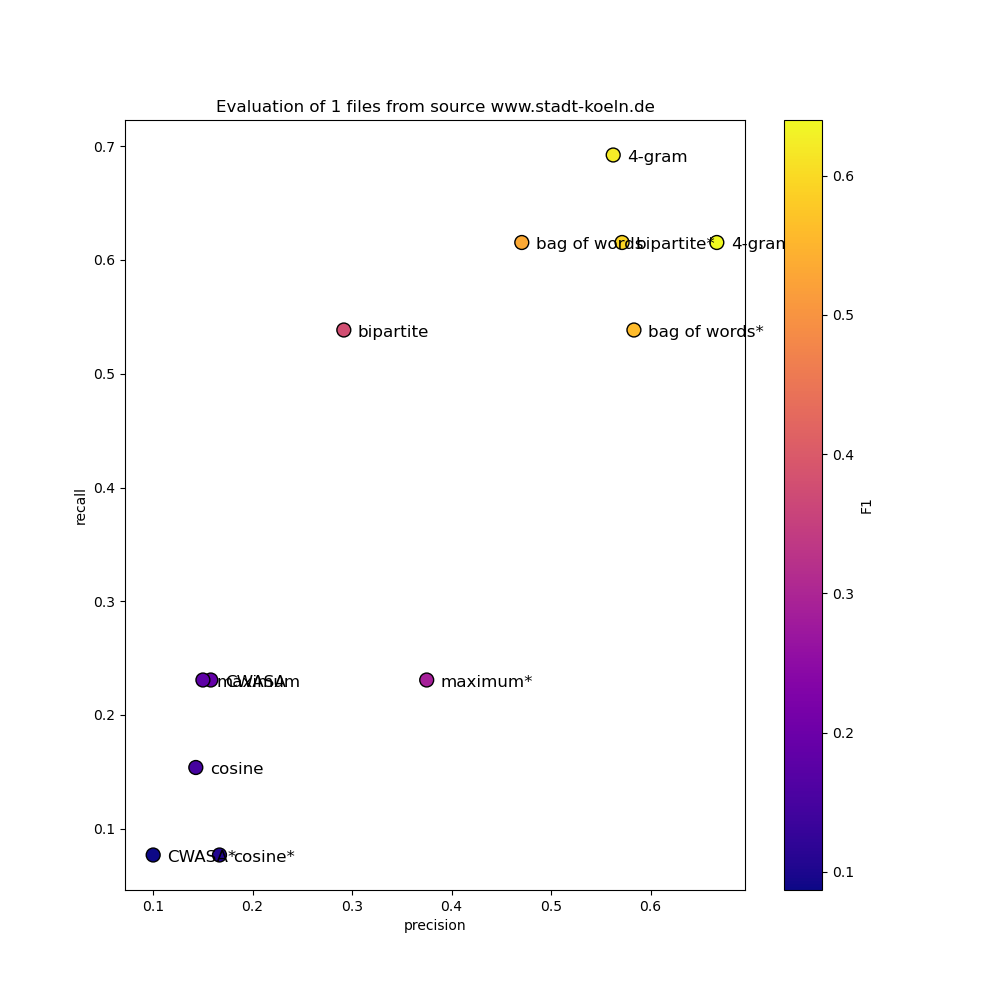 Evaluation of 1 files from source www.stadt-koeln.de
0.7
4-gram
0.6
bag of words
bipartite*
4-gram
bipartite
bag of words*
0.5
0.4
recall
0.3
maximum
CWASA
maximum*
0.2
cosine
0.1
CWASA*
cosine*
0.1
0.2
0.3
0.4
0.5
0.6
precision
0.6
0.5
0.4
F1
0.3
0.2
0.1